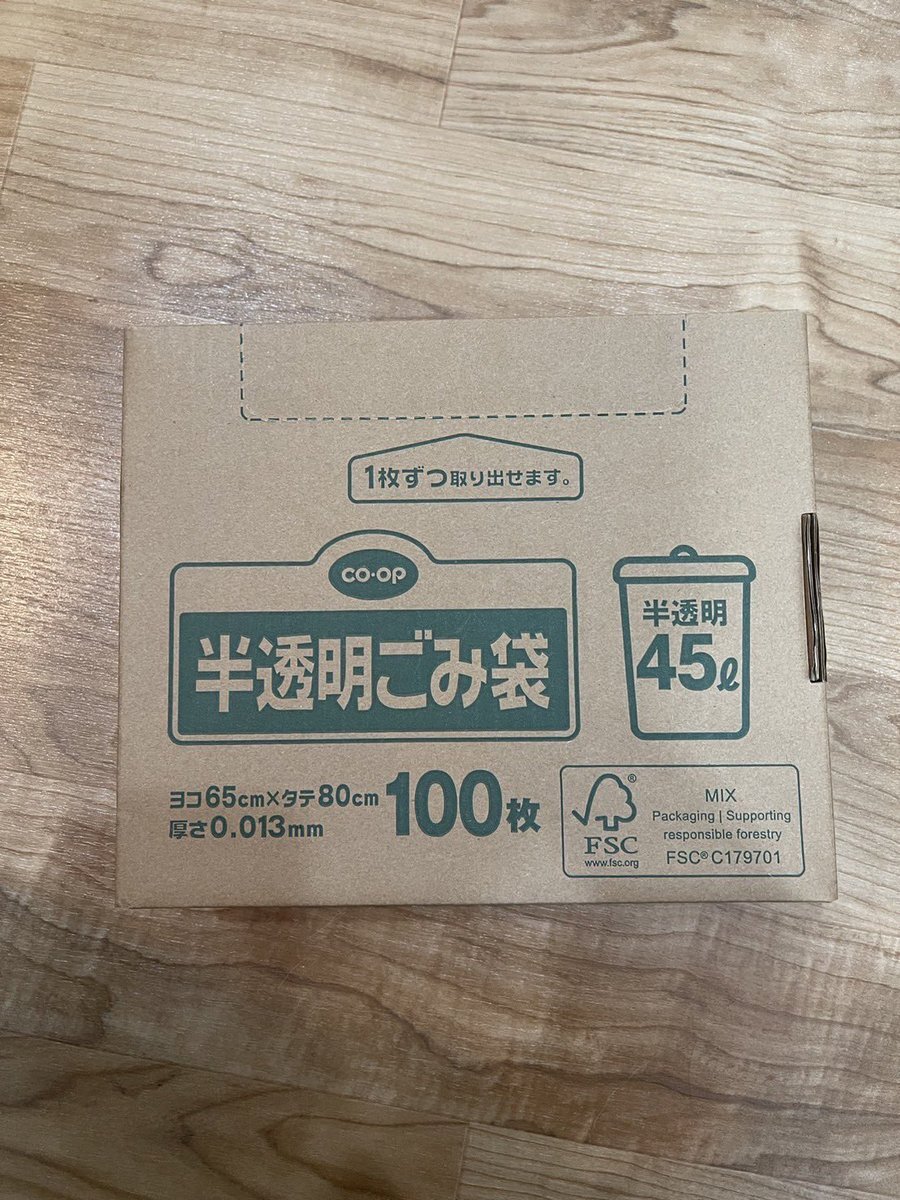 1枚ずつ取り出せます。
CO・OP
半透明ごみ袋
半透明
45ℓ
ヨコ65cm×タテ80cm
厚さ0.013mm
100枚
®
FSC
www.fsc.org
MIX
Packaging | Supporting
responsible forestry
FSC® C179701